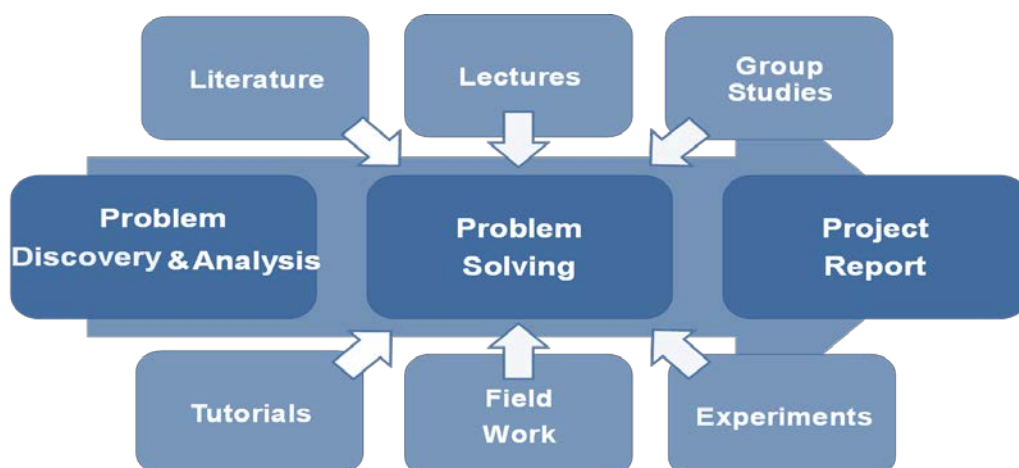 Literature
Lectures
Group
Studies
Problem
Discovery & Analysis
Problem
Solving
Project
Report
Tutorials
Field
Work
Experiments